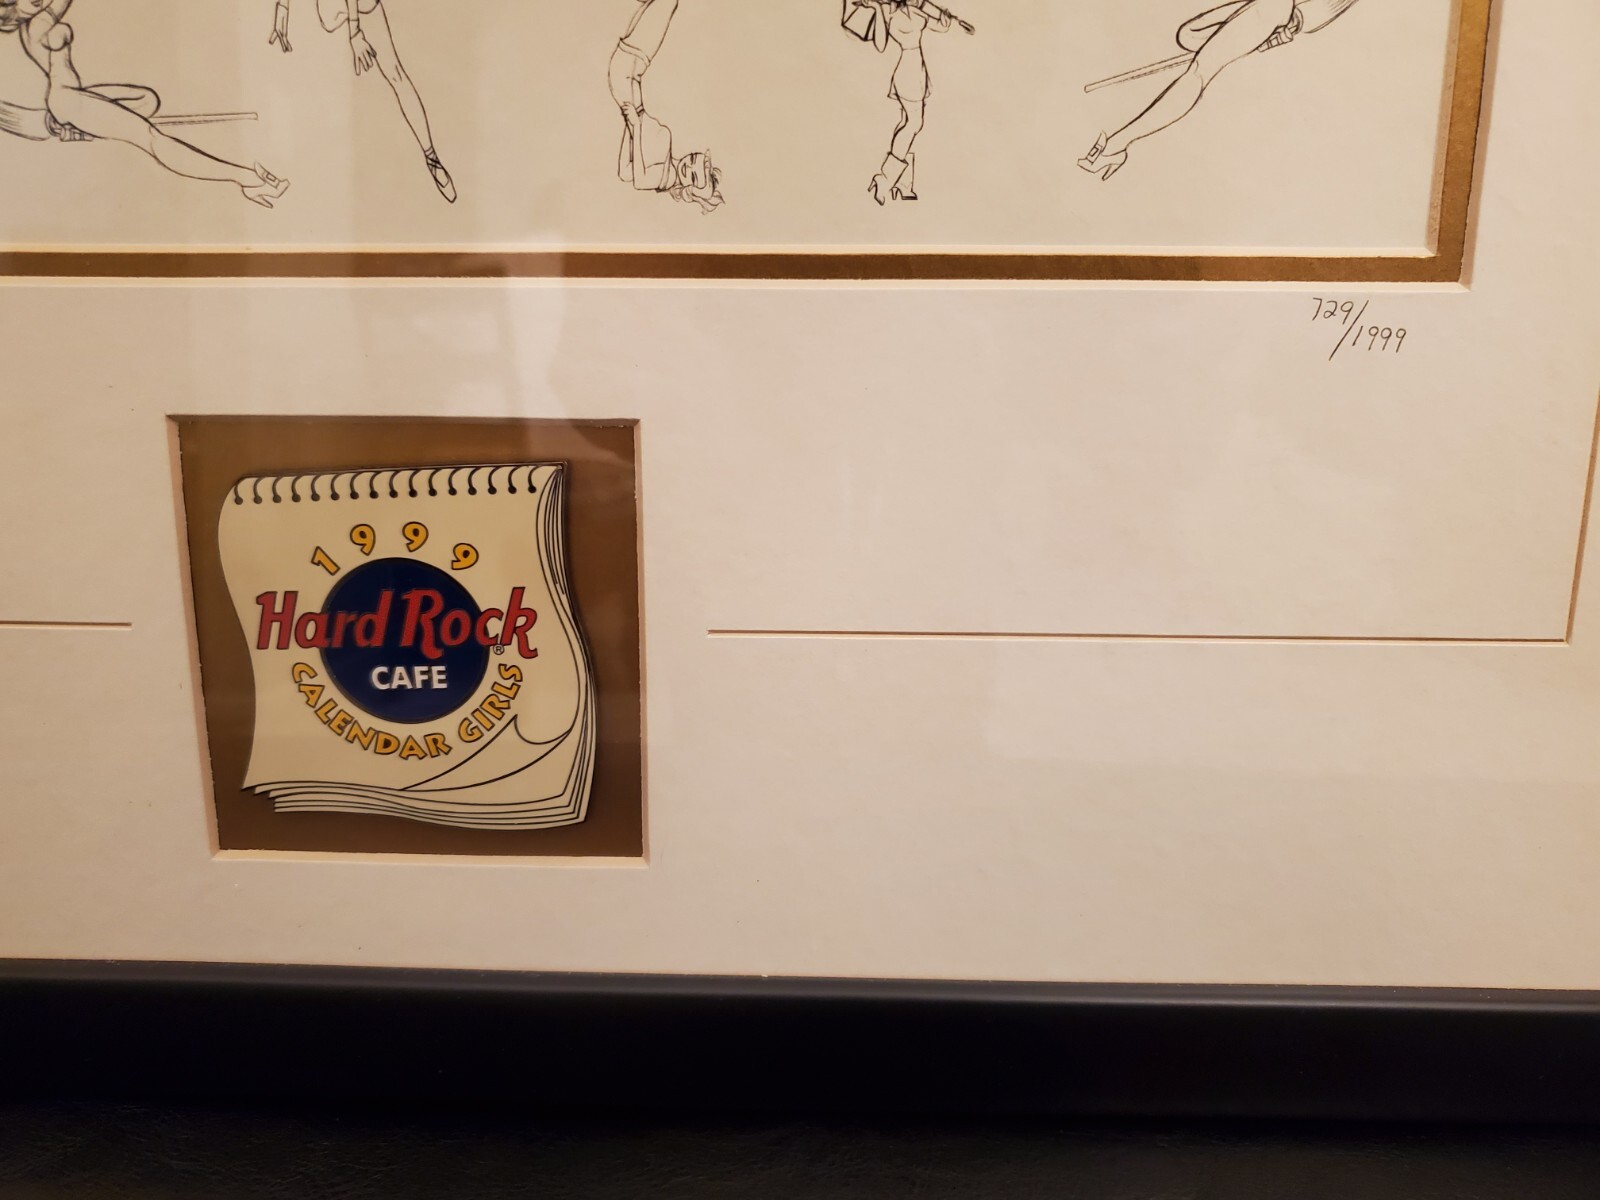 729/1999
1999
Hard Rock®
CAFE
CALENDAR GIRLS